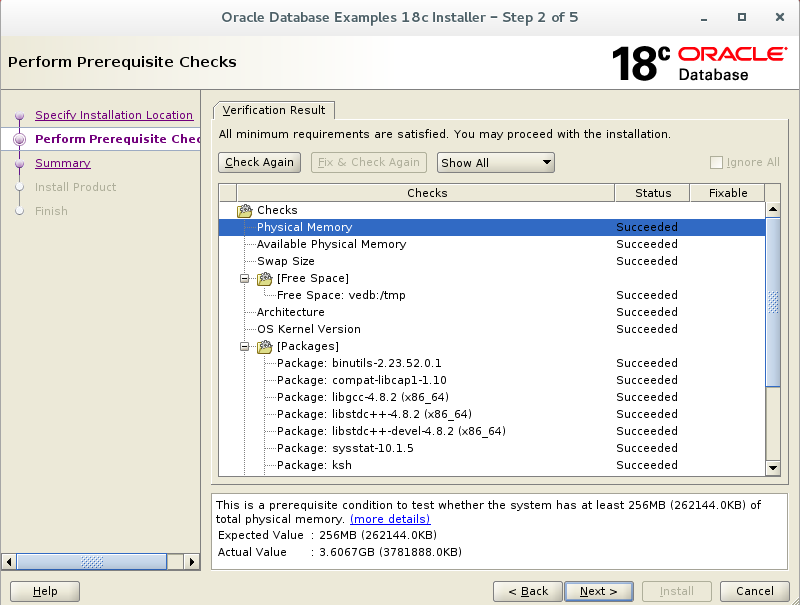 Oracle Database Examples 18c Installer – Step 2 of 5
Perform Prerequisite Checks
18c ORACLE Database
Specify Installation Location
Perform Prerequisite Chec
Summary
Install Product
Finish
Verification Result
All minimum requirements are satisfied. You may proceed with the installation.
Check Again Fix & Check Again Show All Ignore All
Checks Status Fixable
Checks
Physical Memory Succeeded
Available Physical Memory Succeeded
Swap Size Succeeded
[Free Space]
Free Space: vedb:/tmp Succeeded
Architecture Succeeded
OS Kernel Version Succeeded
[Packages]
Package: binutils-2.23.52.0.1 Succeeded
Package: compat-libcap1-1.10 Succeeded
Package: libgcc-4.8.2 (x86_64) Succeeded
Package: libstdc++-4.8.2 (x86_64) Succeeded
Package: libstdc++-devel-4.8.2 (x86_64) Succeeded
Package: sysstat-10.1.5 Succeeded
Package: ksh Succeeded
This is a prerequisite condition to test whether the system has at least 256MB (262144.0KB) of
total physical memory. (more details)
Expected Value : 256MB (262144.0KB)
Actual Value : 3.6067GB (3781888.0KB)
Help < Back Next > Install Cancel